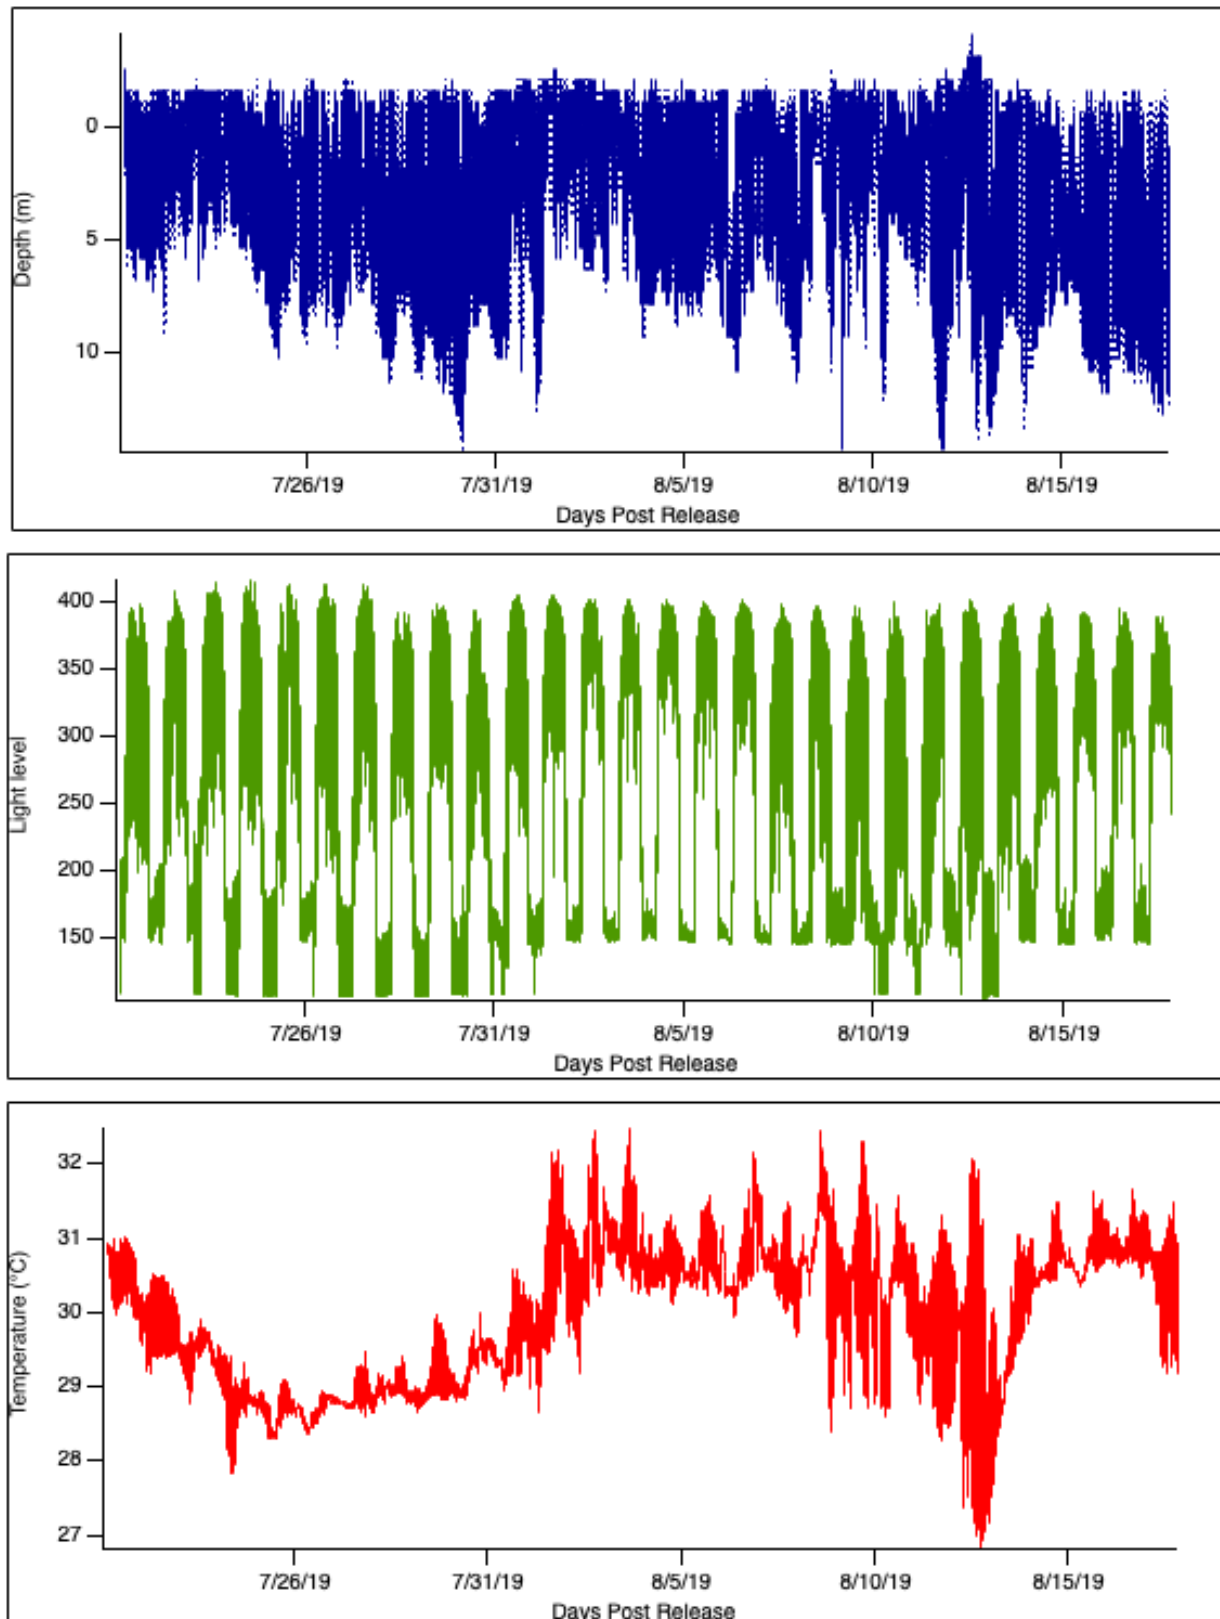 Depth (m)
0
5
10
7/26/19 7/31/19 8/5/19 8/10/19 8/15/19
Days Post Release
Light level
400
350
300
250
200
150
7/26/19 7/31/19 8/5/19 8/10/19 8/15/19
Days Post Release
Temperature (°C)
32
31
30
29
28
27
7/26/19 7/31/19 8/5/19 8/10/19 8/15/19
Days Post Release